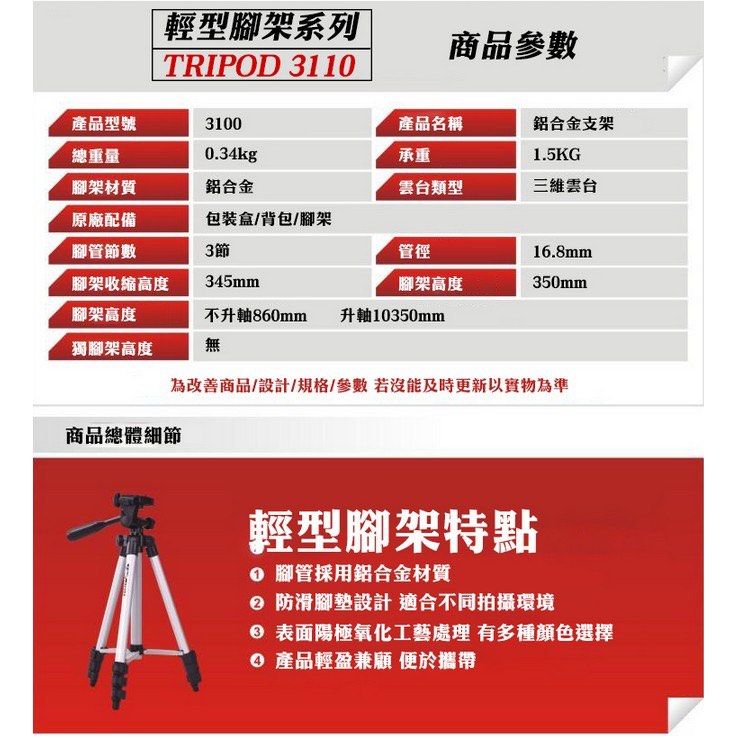 輕型腳架系列
TRIPOD 3110
商品參數
產品型號 3100 產品名稱 鋁合金支架
總重量 0.34kg 承重 1.5KG
腳架材質 鋁合金 雲台類型 三維雲台
原廠配備 包裝盒/背包/腳架
腳管節數 3節 管徑 16.8mm
腳架收縮高度 345mm 腳架高度 350mm
腳架高度 不升軸860mm 升軸10350mm
獨腳架高度 無
為改善商品/設計/規格/參數 若沒能及時更新以實物為準
商品總體細節
輕型腳架特點
❶ 腳管採用鋁合金材質
❷ 防滑腳墊設計 適合不同拍攝環境
❸ 表面陽極氧化工藝處理 有多種顏色選擇
❹ 產品輕盈兼顧 便於攜帶